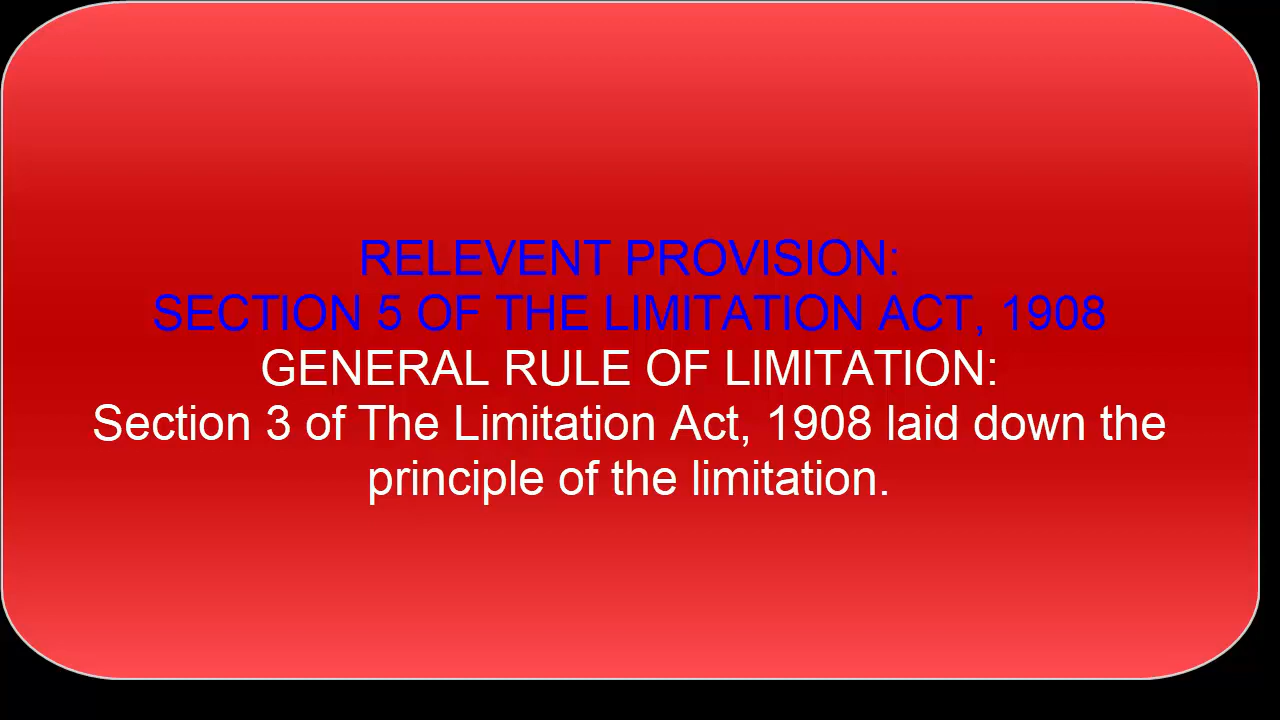 RELEVENT PROVISION:
SECTION 5 OF THE LIMITATION ACT, 1908
GENERAL RULE OF LIMITATION:
Section 3 of The Limitation Act, 1908 laid down the
principle of the limitation.